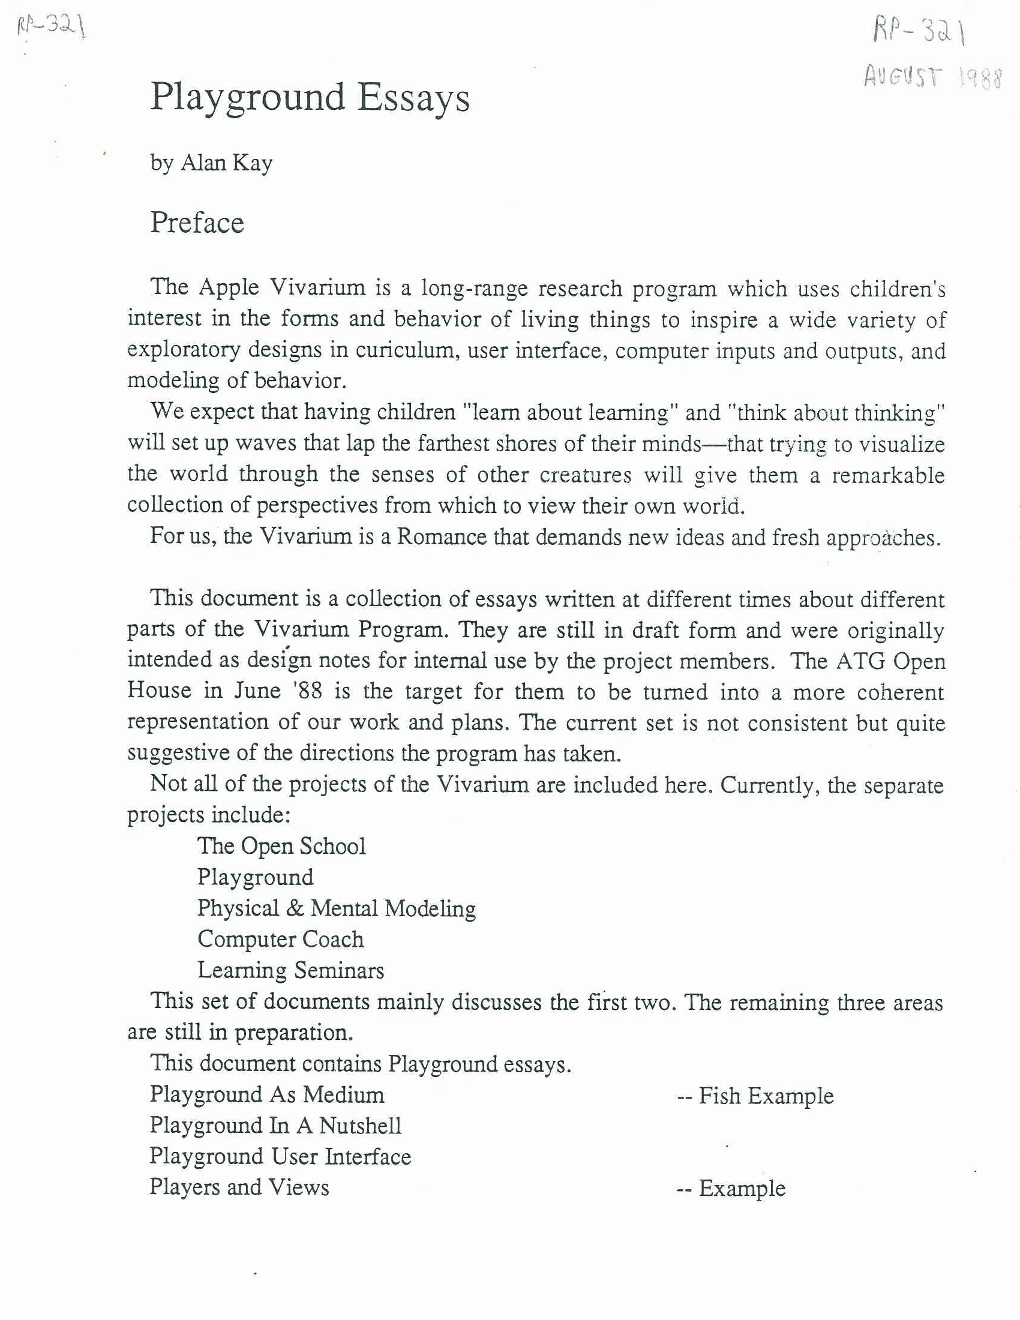 RP-321
RP-321
AUGUST 1988
Playground Essays
by Alan Kay
Preface
The Apple Vivarium is a long-range research program which uses children's
interest in the forms and behavior of living things to inspire a wide variety of
exploratory designs in curiculum, user interface, computer inputs and outputs, and
modeling of behavior.
We expect that having children "learn about learning" and "think about thinking"
will set up waves that lap the farthest shores of their minds—that trying to visualize
the world through the senses of other creatures will give them a remarkable
collection of perspectives from which to view their own world.
For us, the Vivarium is a Romance that demands new ideas and fresh approaches.
This document is a collection of essays written at different times about different
parts of the Vivarium Program. They are still in draft form and were originally
intended as design notes for internal use by the project members. The ATG Open
House in June '88 is the target for them to be turned into a more coherent
representation of our work and plans. The current set is not consistent but quite
suggestive of the directions the program has taken.
Not all of the projects of the Vivarium are included here. Currently, the separate
projects include:
The Open School
Playground
Physical & Mental Modeling
Computer Coach
Learning Seminars
This set of documents mainly discusses the first two. The remaining three areas
are still in preparation.
This document contains Playground essays.
Playground As Medium -- Fish Example
Playground In A Nutshell
Playground User Interface
Players and Views -- Example